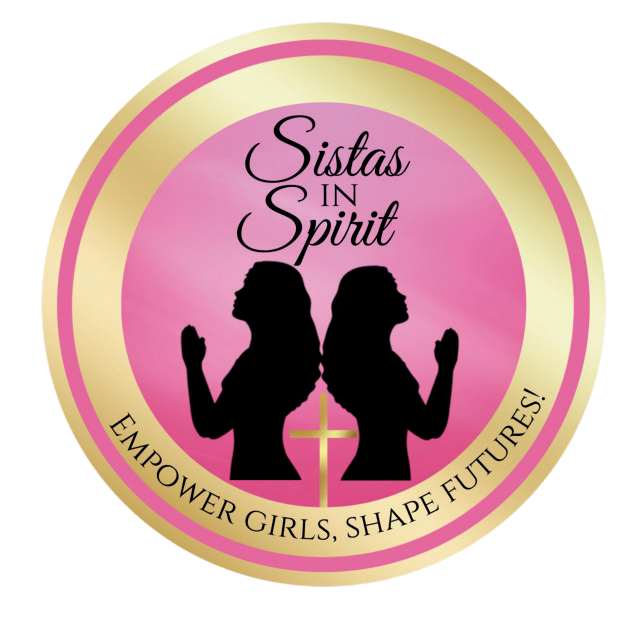 Sistas
IN
Spirit
EMPOWER GIRLS, SHAPE FUTURES!